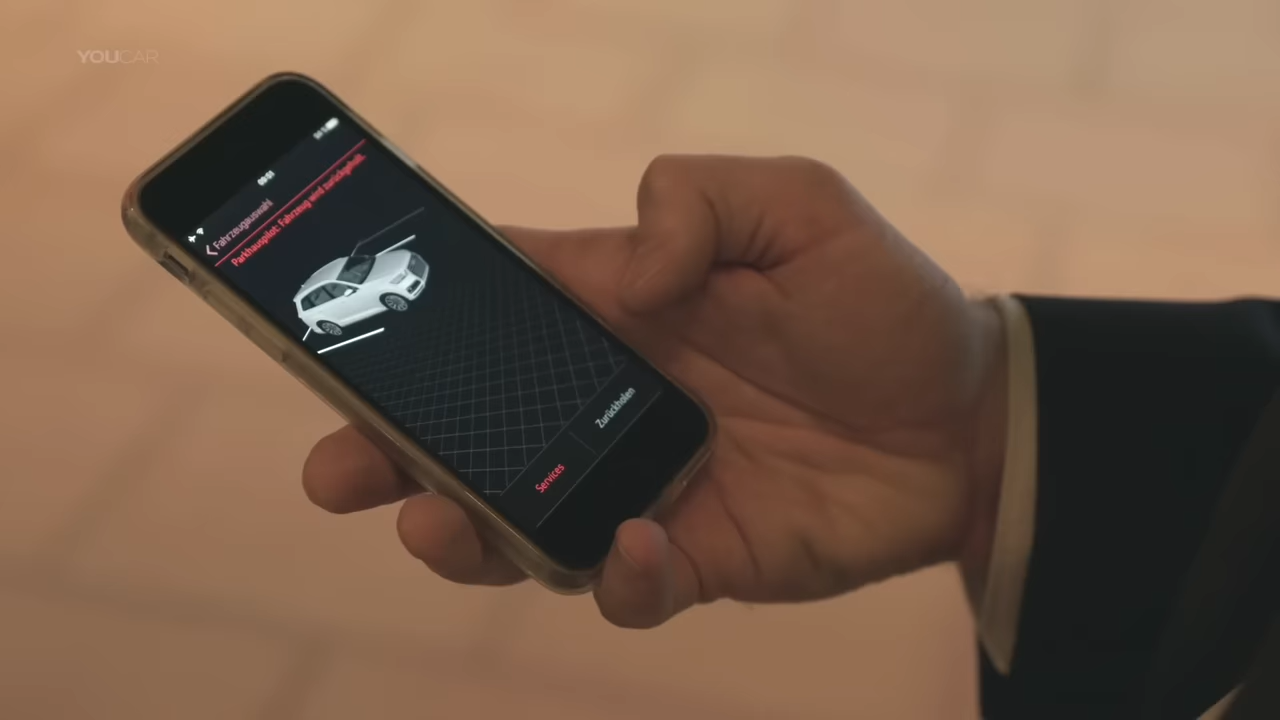 YOUCAR
Fahrzeugauswahl
Parkhauspilot: Fahrzeug wird zurückgeholt.
Zurückholen
Services